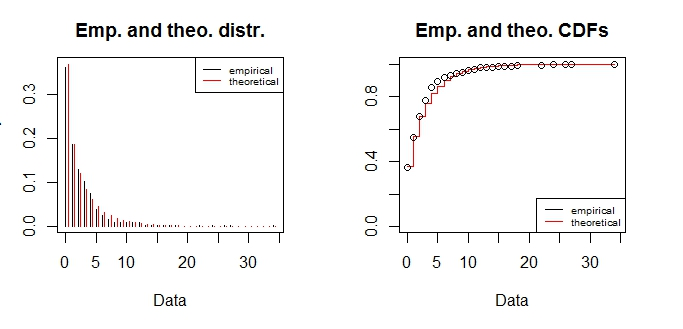 Emp. and theo. distr.
empirical
theoretical
0.0 0.1 0.2 0.3
0 5 10 20 30
Data
Emp. and theo. CDFs
empirical
theoretical
0.0 0.4 0.8
0 5 10 20 30
Data